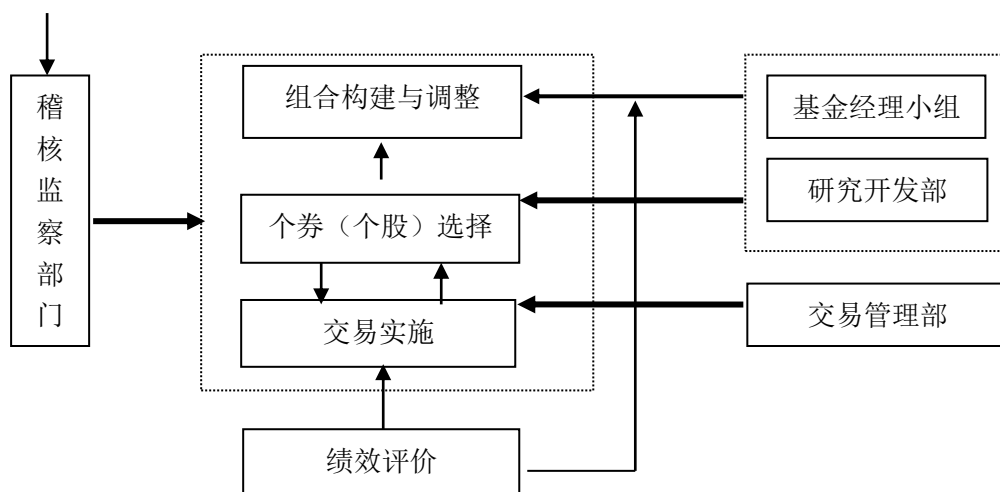 稽核监察部门
组合构建与调整
个券（个股）选择
交易实施
绩效评价
基金经理小组
研究开发部
交易管理部